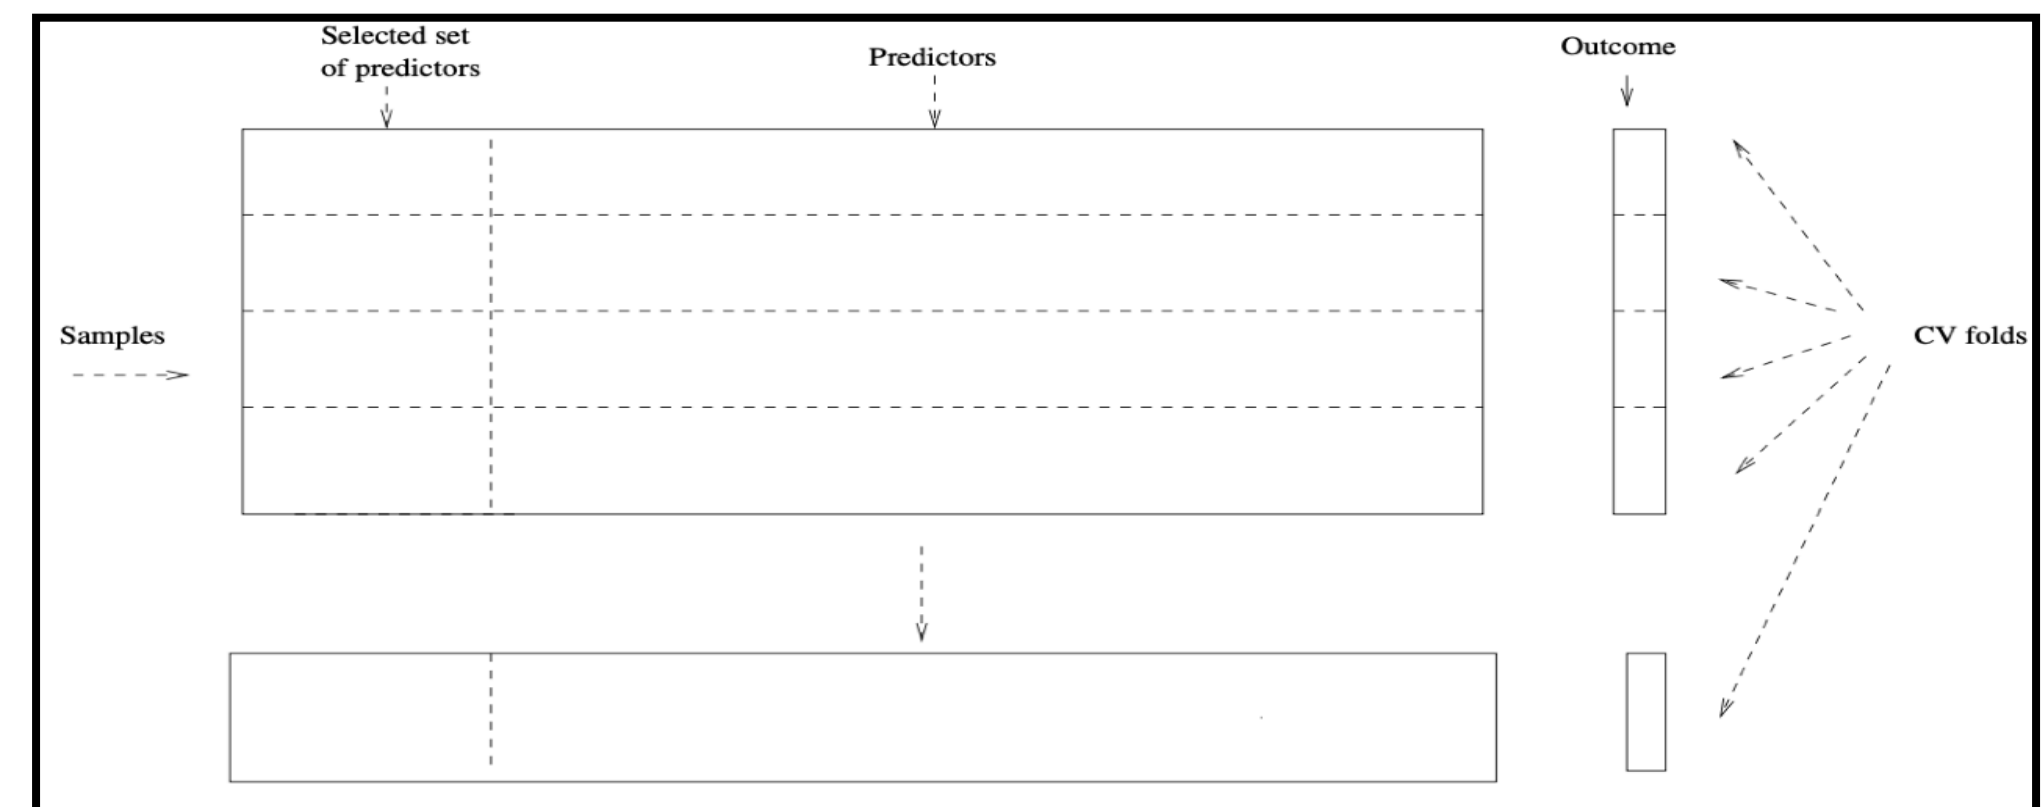 Selected set
of predictors
Predictors
Outcome
Samples
CV folds